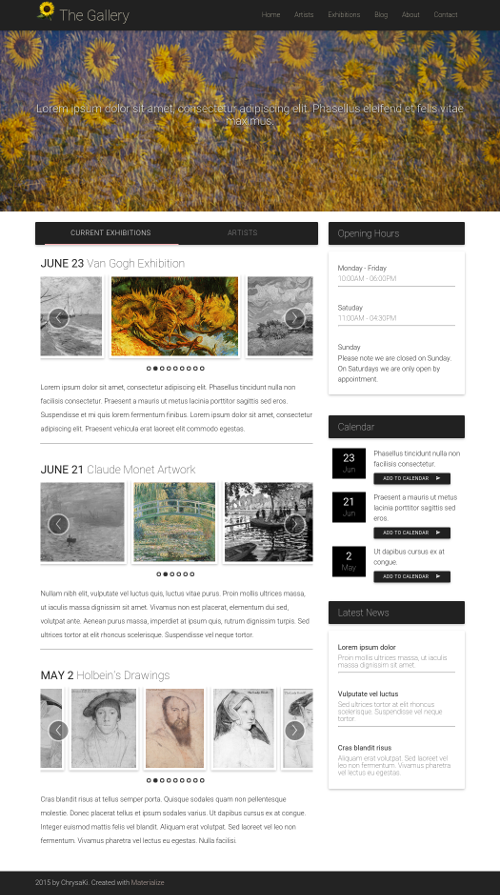 The Gallery
Home Artists Exhibitions Blog About Contact
Lorem ipsum dolor sit amet, consectetur adipiscing elit. Phasellus eleifend et felis vitae
maximus.
CURRENT EXHIBITIONS ARTISTS
JUNE 23 Van Gogh Exhibition
Lorem ipsum dolor sit amet, consectetur adipiscing elit. Phasellus tincidunt nulla non
facilisis consectetur. Praesent a mauris ut metus lacinia porttitor sagittis sed eros.
Suspendisse et mi quis lorem fermentum finibus. Lorem ipsum dolor sit amet, consectetur
adipiscing elit. Praesent vehicula erat laoreet elit commodo egestas.
JUNE 21 Claude Monet Artwork
Nullam nibh elit, vulputate vel luctus quis, luctus vitae purus. Proin mollis ultrices massa,
ut iaculis massa dignissim sit amet. Vivamus non est placerat, elementum dui sed,
volutpat ante. Aenean purus massa, imperdiet at ipsum quis, rutrum dignissim turpis. Sed
ultrices tortor at elit rhoncus scelerisque. Suspendisse vel neque tortor.
MAY 2 Holbein's Drawings
Cras blandit risus at tellus semper porta. Quisque sodales quam non pellentesque
molestie. Donec placerat tellus et ipsum sodales varius. Ut dapibus cursus ex at congue.
Integer euismod mattis felis vel blandit. Aliquam erat volutpat. Sed laoreet vel leo non
fermentum. Vivamus pharetra vel lectus eu egestas. Nulla facilisi.
Opening Hours
Monday - Friday
10:00AM - 06:00PM
Satuday
11:00AM - 04:30PM
Sunday
Please note we are closed on Sunday.
On Saturdays we are only open by
appointment.
Calendar
23
Jun
Phasellus tincidunt nulla non
facilisis consectetur.
ADD TO CALENDAR
21
Jun
Praesent a mauris ut metus
lacinia porttitor sagittis sed
eros.
ADD TO CALENDAR
2
May
Ut dapibus cursus ex at
congue.
ADD TO CALENDAR
Latest News
Lorem ipsum dolor
Proin mollis ultrices massa, ut iaculis
massa dignissim sit amet.
Vulputate vel luctus
Sed ultrices tortor at elit rhoncus
scelerisque. Suspendisse vel neque
tortor.
Cras blandit risus
Aliquam erat volutpat. Sed laoreet vel
leo non fermentum. Vivamus pharetra
vel lectus eu egestas.
2015 by ChrysaKi. Created with Materialize